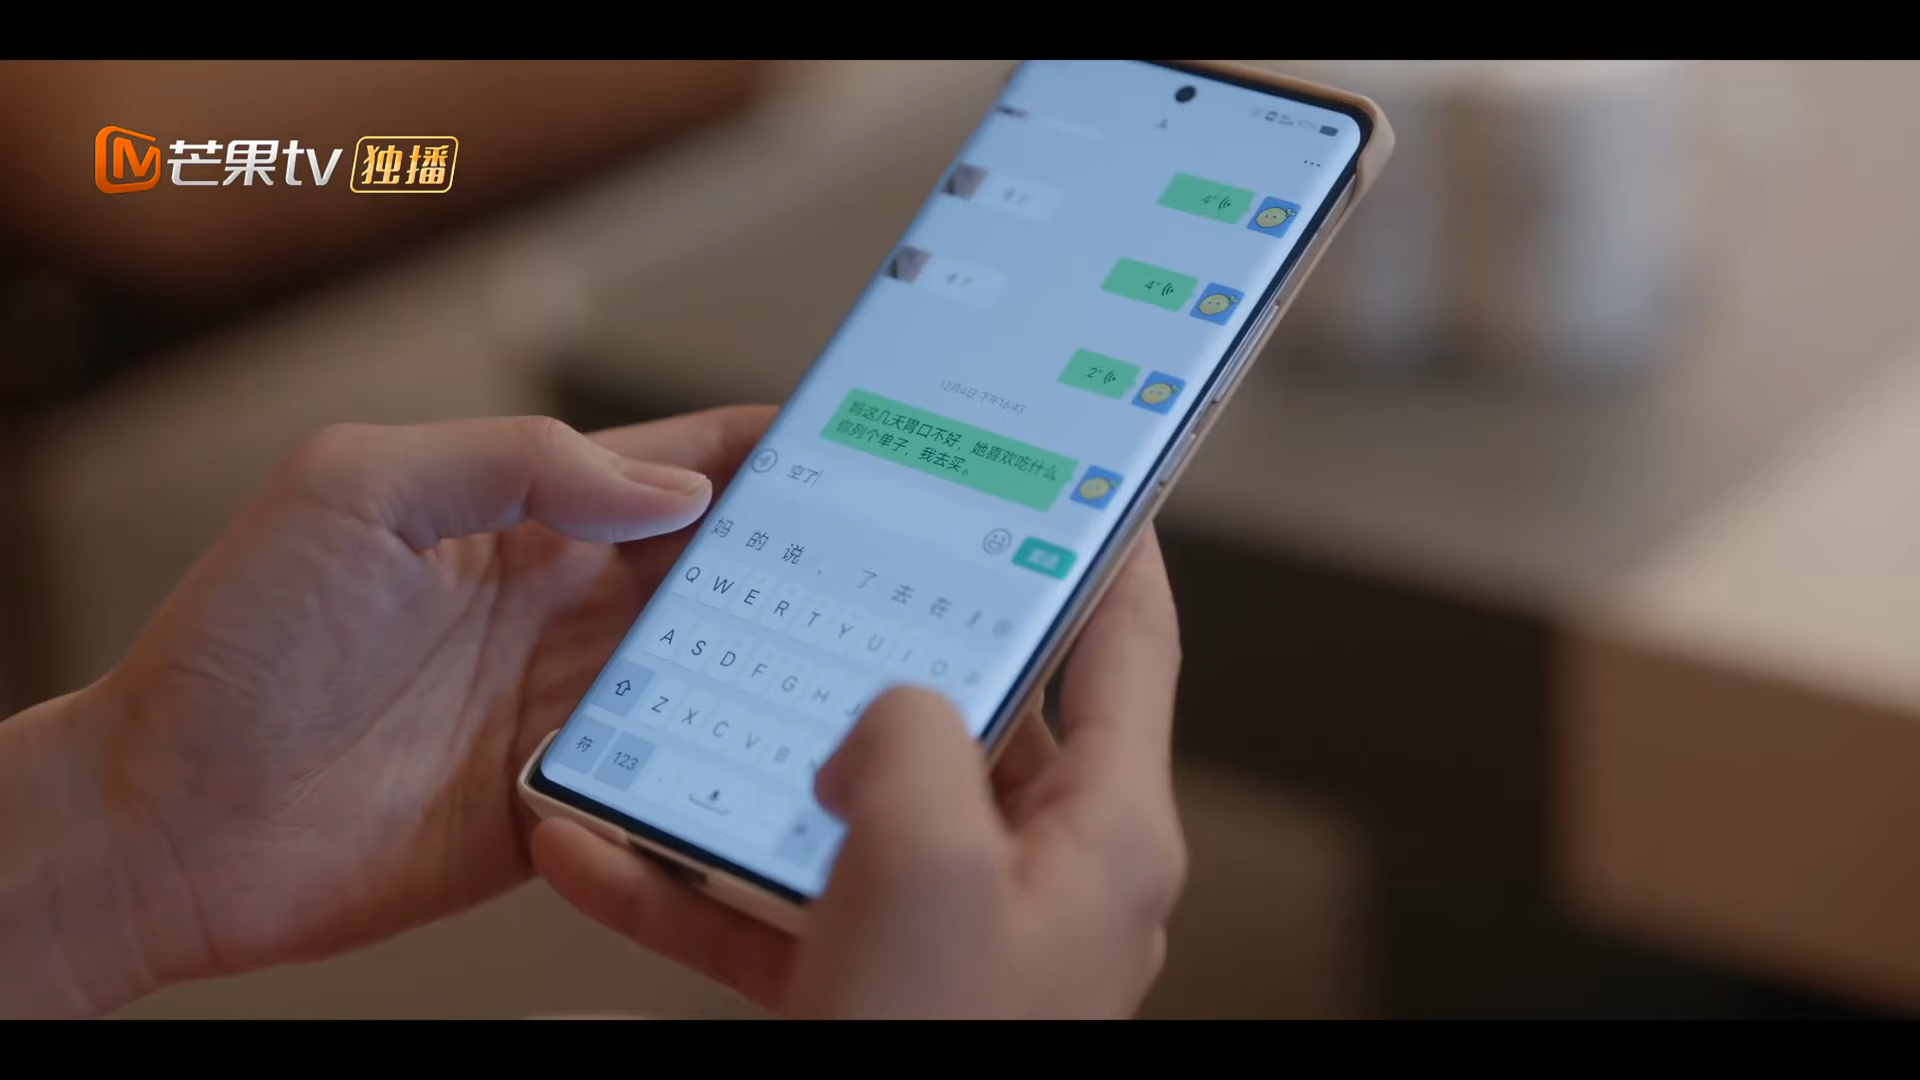 芒果tv 独播
4"
4"
2"
12月4日 下午16:43
妈这几天胃口不好，她喜欢吃什么
你列个单子，我去买。
空了
妈 的 说 ， 了 去 在
Q W E R T Y U I O P
A S D F G H J
Z X C V B
符 123